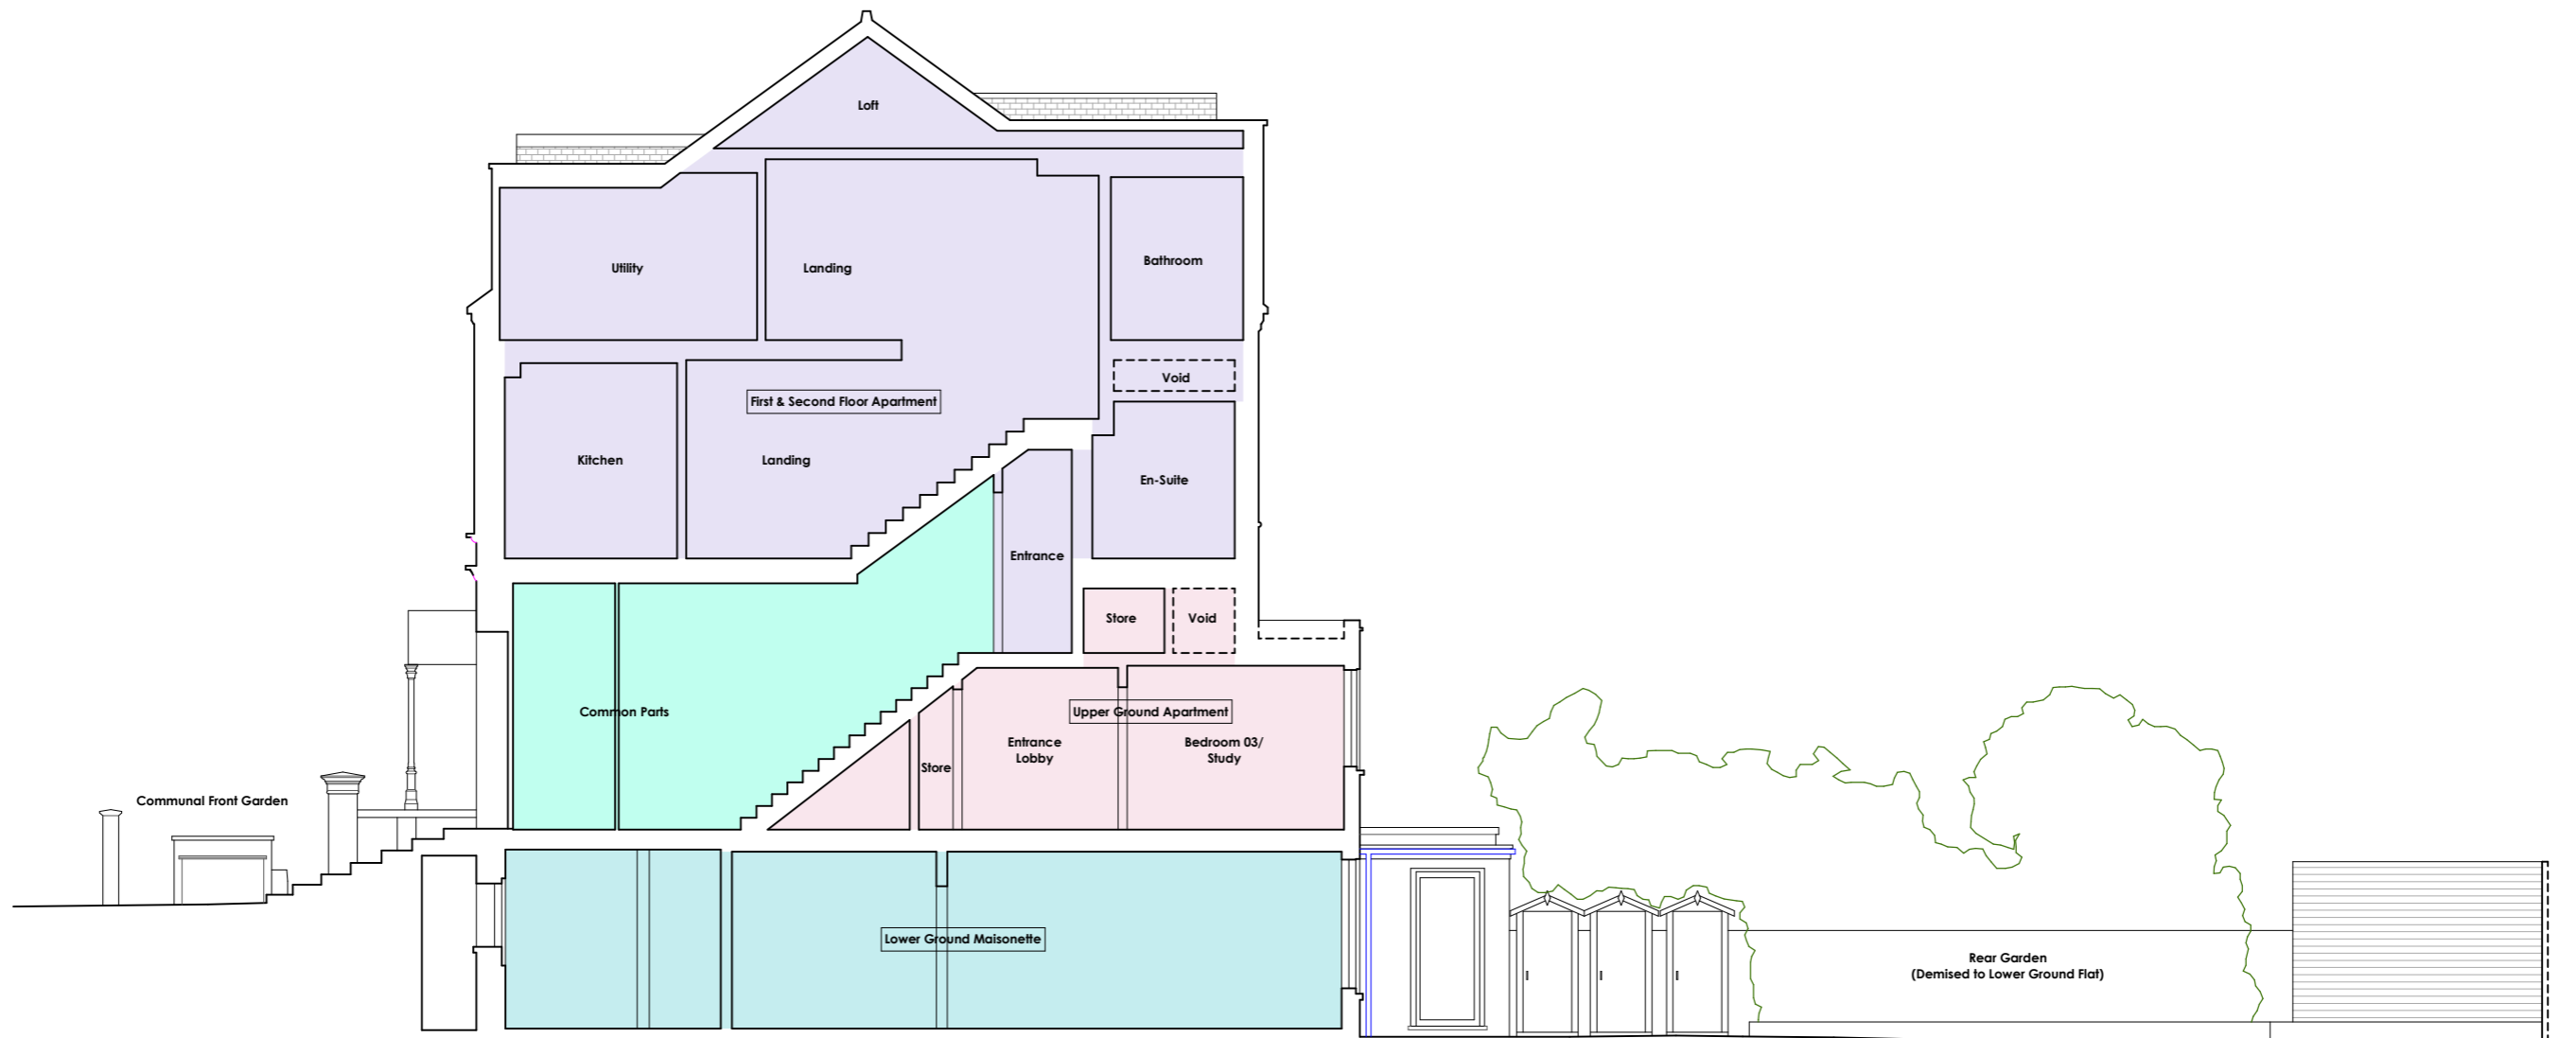 Loft
Utility
Landing
Bathroom
Void
First & Second Floor Apartment
Kitchen
Landing
En-Suite
Entrance
Store
Void
Common Parts
Upper Ground Apartment
Entrance
Lobby
Bedroom 03/
Study
Store
Communal Front Garden
Lower Ground Maisonette
Rear Garden
(Demised to Lower Ground Flat)